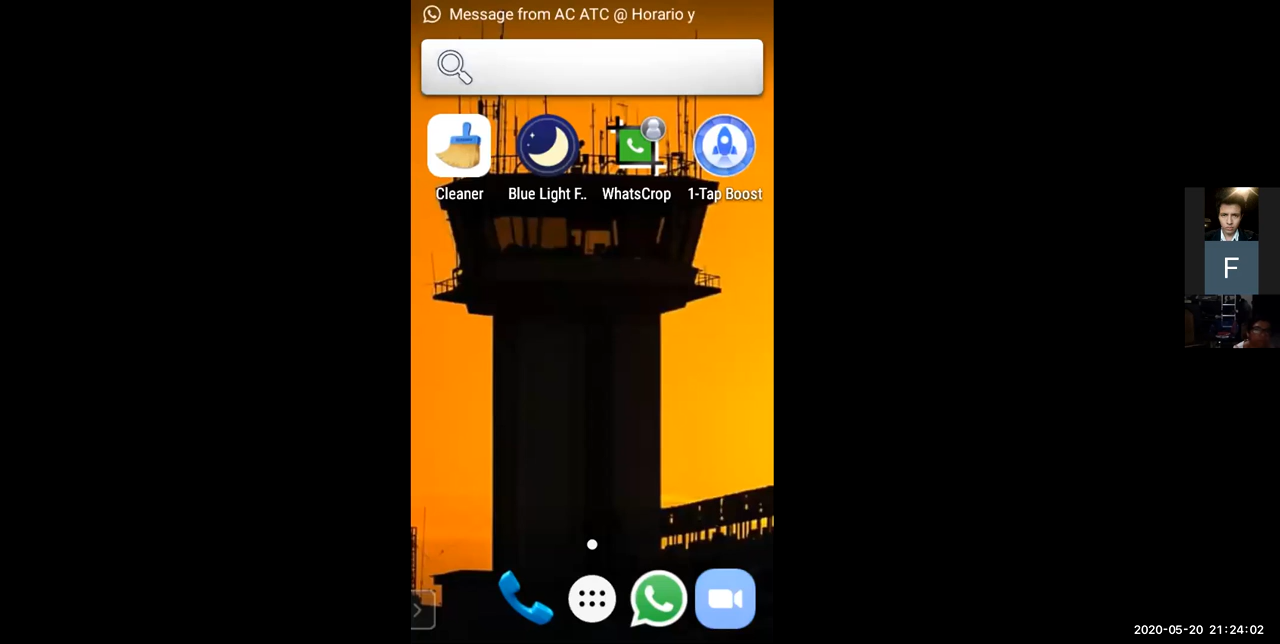 Message from AC ATC @ Horario y
Cleaner
Blue Light F..
WhatsCrop
1-Tap Boost
F
2020-05-20 21:24:02